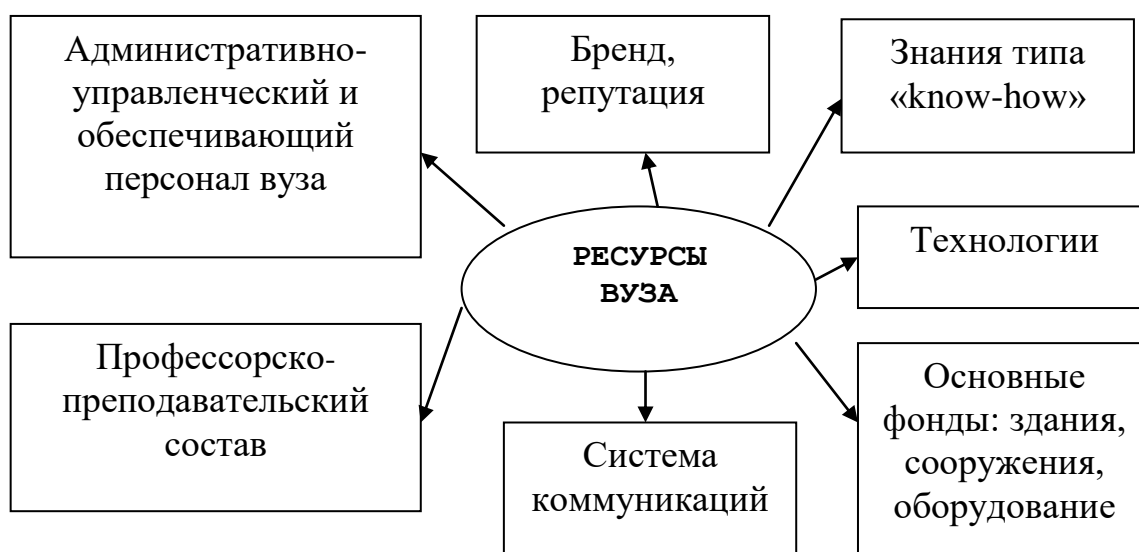 Административно-
управленческий и
обеспечивающий
персонал вуза
Бренд,
репутация
Знания типа
«know-how»
РЕСУРСЫ
ВУЗА
Технологии
Профессорско-
преподавательский
состав
Система
коммуникаций
Основные
фонды: здания,
сооружения,
оборудование